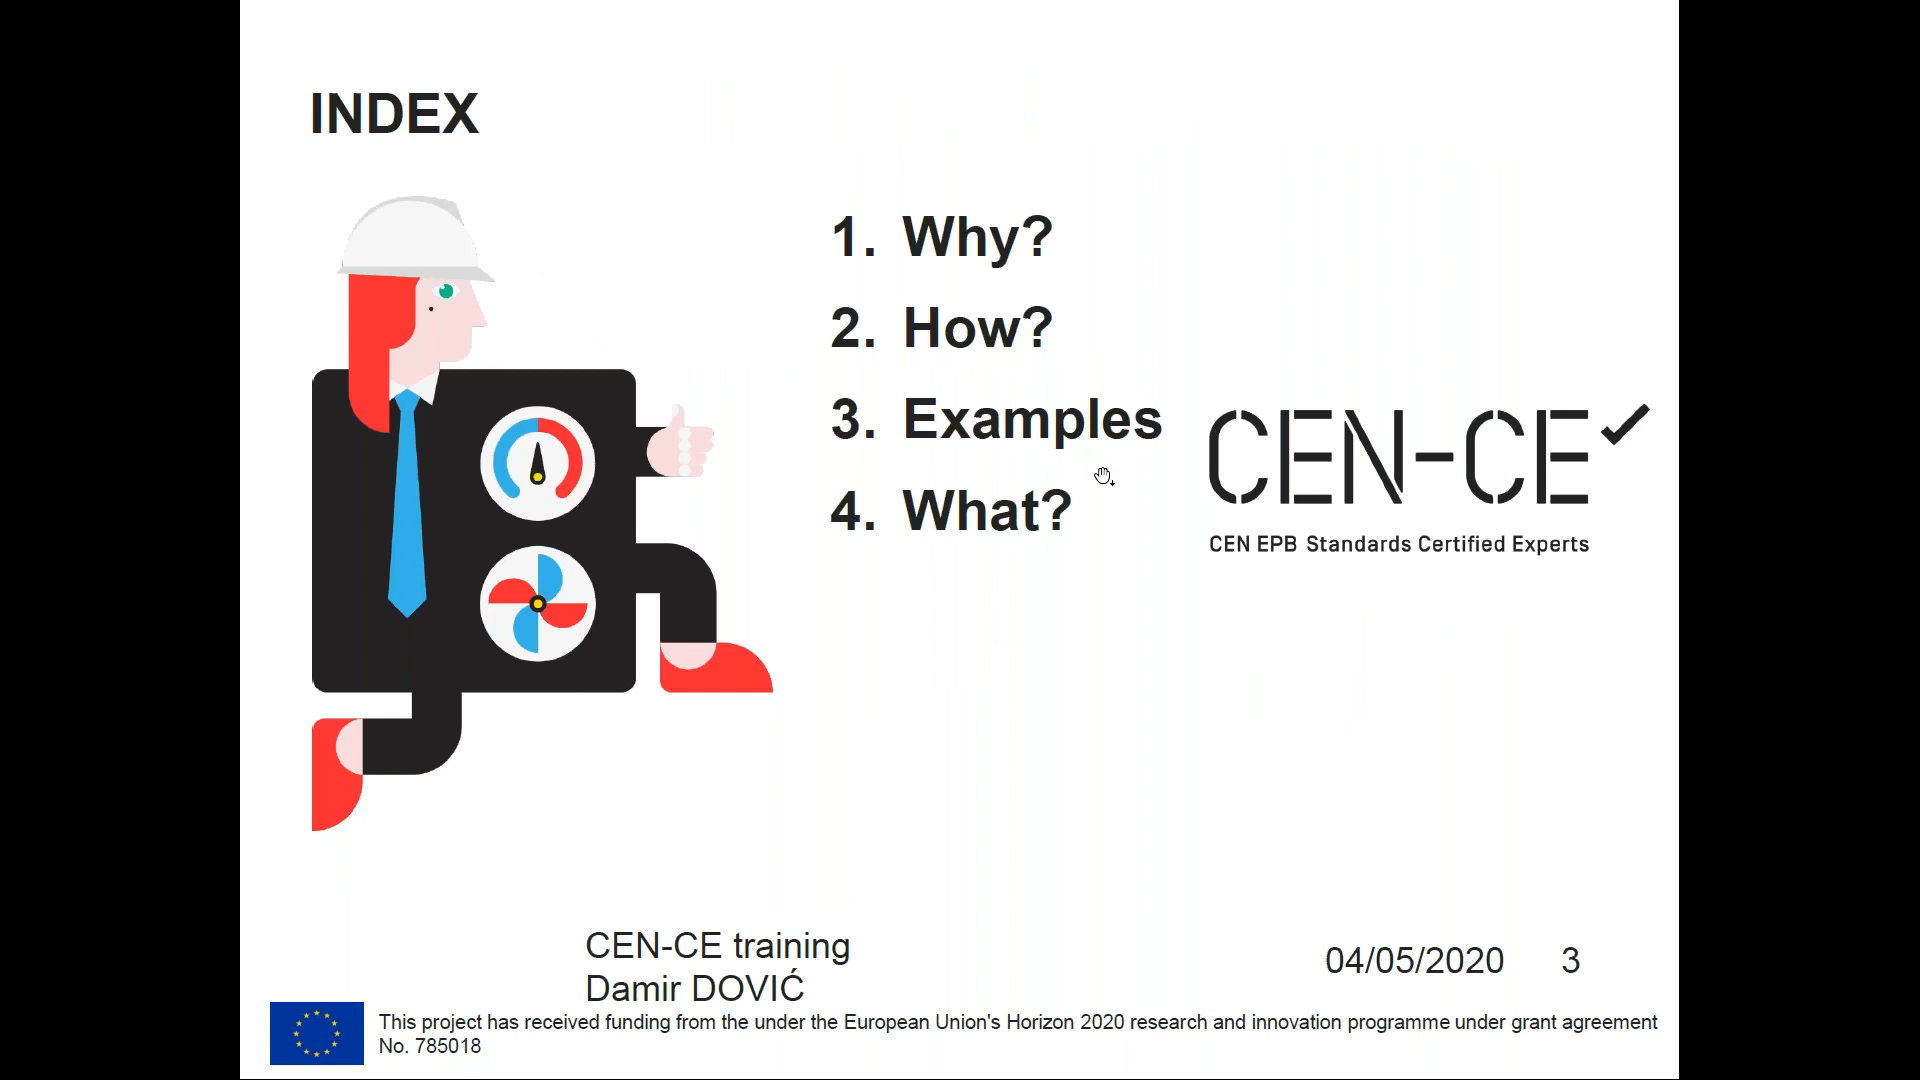 INDEX
1. Why?
2. How?
3. Examples
4. What?
CEN-CE
CEN EPB Standards Certified Experts
CEN-CE training
Damir DOVIĆ
04/05/2020 3
This project has received funding from the under the European Union's Horizon 2020 research and innovation programme under grant agreement
No. 785018